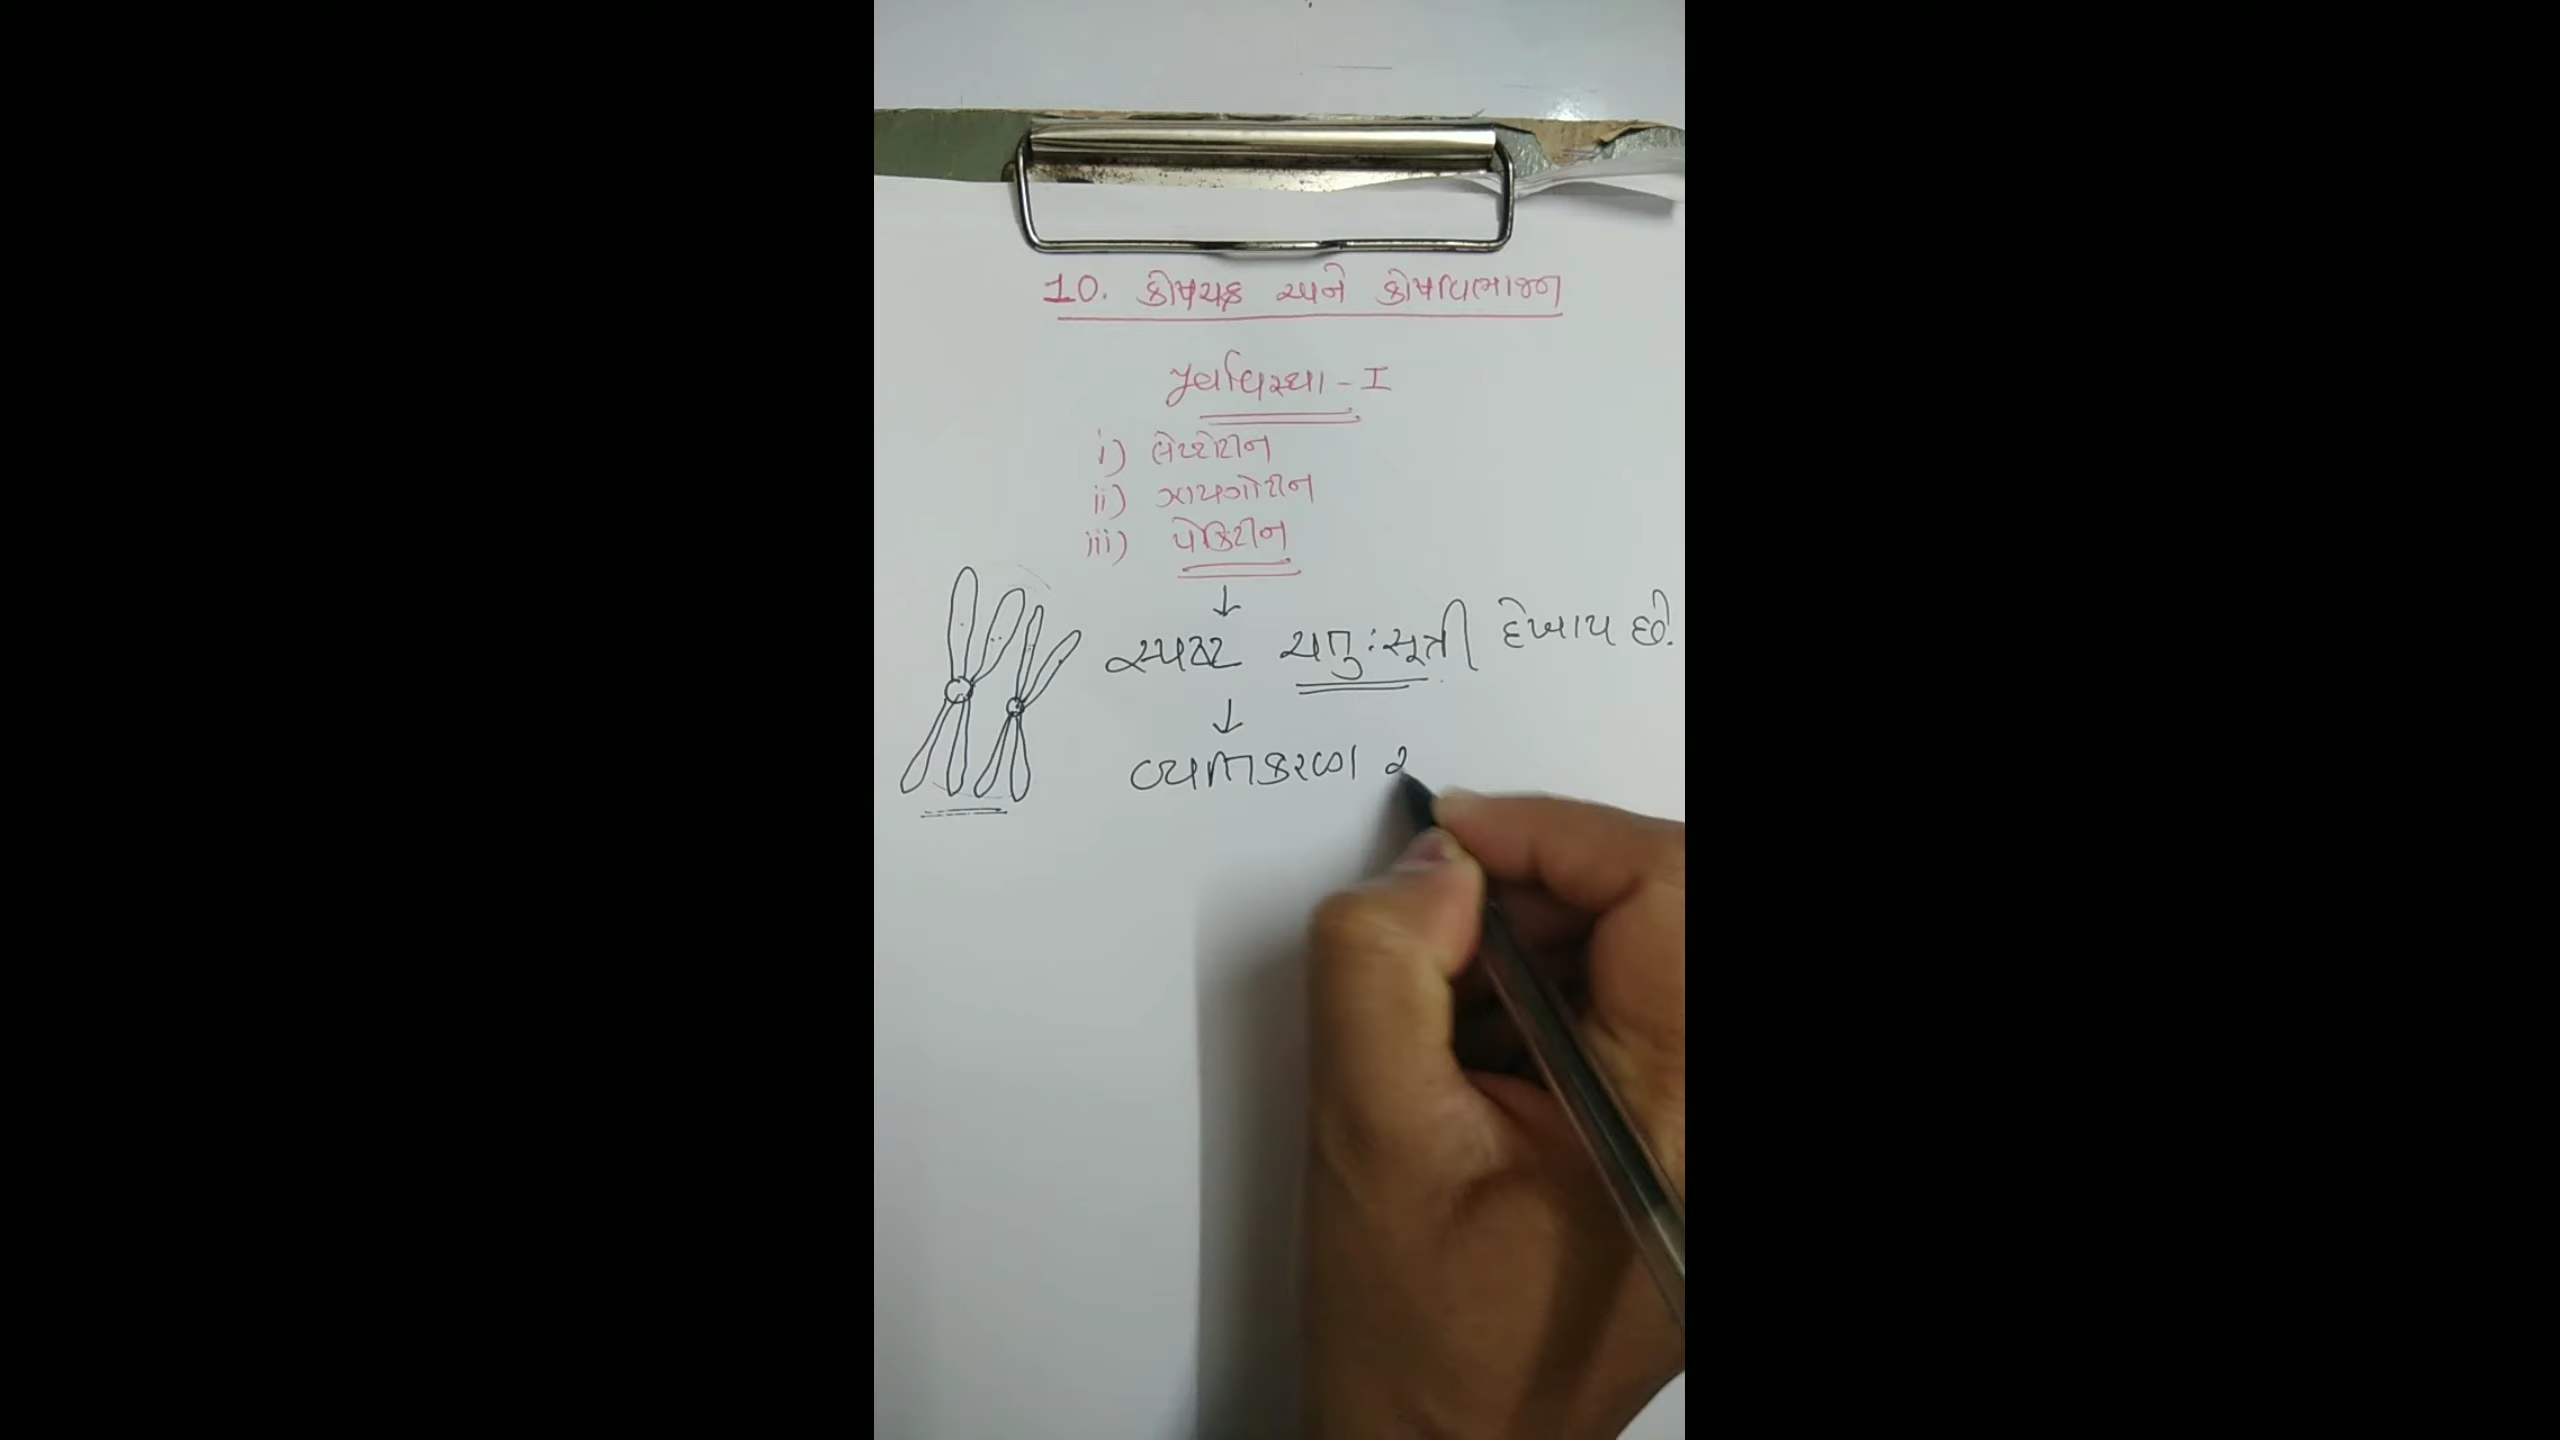 10. કોષચક્ર અને કોષવિભાજન
પૂર્વાવસ્થા - I
i) લેપ્ટોટીન
ii) ઝાયગોટીન
iii) પેકિટીન
↓
સ્પષ્ટ ચતુઃસૂત્રી દેખાય છે.
↓
વ્યતિકરણ